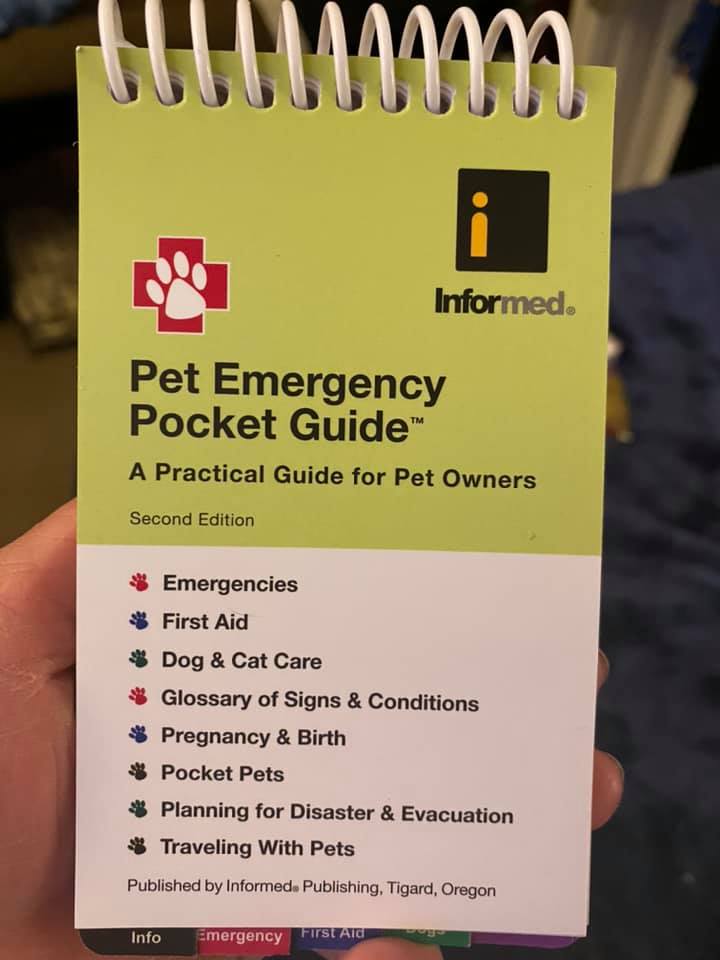 i
Informed®
Pet Emergency
Pocket Guide™
A Practical Guide for Pet Owners
Second Edition
Emergencies
First Aid
Dog & Cat Care
Glossary of Signs & Conditions
Pregnancy & Birth
Pocket Pets
Planning for Disaster & Evacuation
Traveling With Pets
Published by Informed® Publishing, Tigard, Oregon
Info
Emergency
First Aid
Dogs